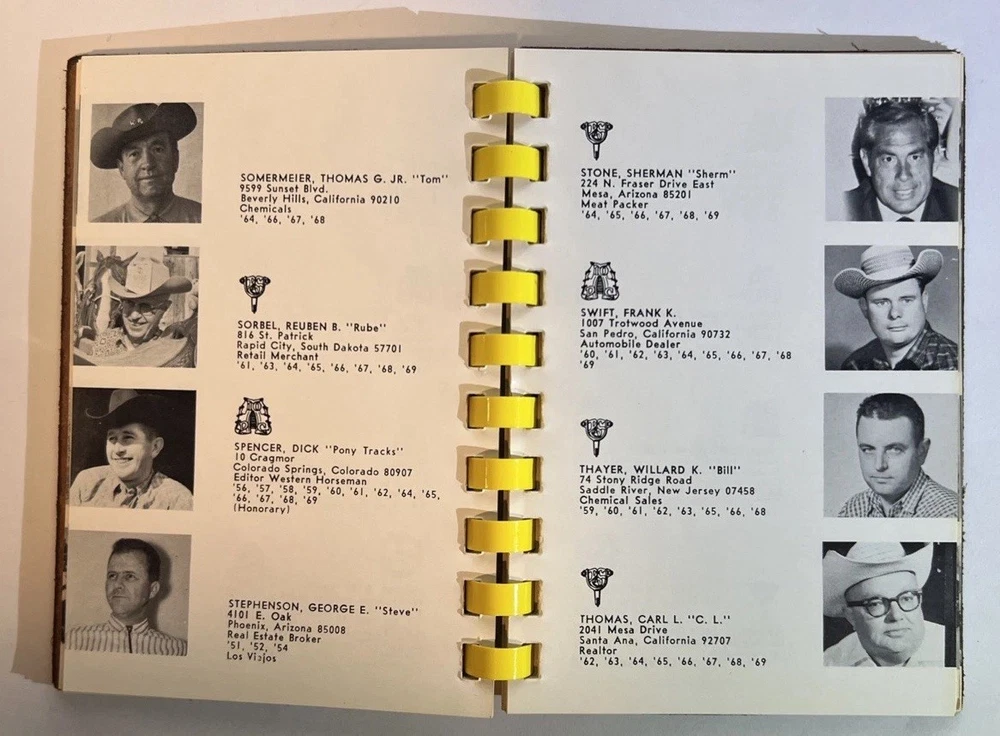 SOMERMEIER, THOMAS G. JR. "Tom"
9599 Sunset Blvd.
Beverly Hills, California 90210
Chemicals
'64, '66, '67, '68
SORBEL, REUBEN B. "Rube"
816 St. Patrick
Rapid City, South Dakota 57701
Retail Merchant
'61, '63, '64, '65, '66, '67, '68, '69
SPENCER, DICK "Pony Tracks"
10 Cragmor
Colorado Springs, Colorado 80907
Editor Western Horseman
'56, '57, '58, '59, '60, '61, '62, '64, '65,
'66, '67, '68, '69
(Honorary)
STEPHENSON, GEORGE E. "Steve"
4101 E. Oak
Phoenix, Arizona 85008
Real Estate Broker
'51, '52, '54
Los Viejos
STONE, SHERMAN "Sherm"
224 N. Fraser Drive East
Mesa, Arizona 85201
Meat Packer
'64, '65, '66, '67, '68, '69
SWIFT, FRANK K.
1007 Trotwood Avenue
San Pedro, California 90732
Automobile Dealer
'60, '61, '62, '63, '64, '65, '66, '67, '68
'69
THAYER, WILLARD K. "Bill"
74 Stony Ridge Road
Saddle River, New Jersey 07458
Chemical Sales
'59, '60, '61, '62, '63, '65, '66, '68
THOMAS, CARL L. "C. L."
2041 Mesa Drive
Santa Ana, California 92707
Realtor
'62, '63, '64, '65, '66, '67, '68, '69